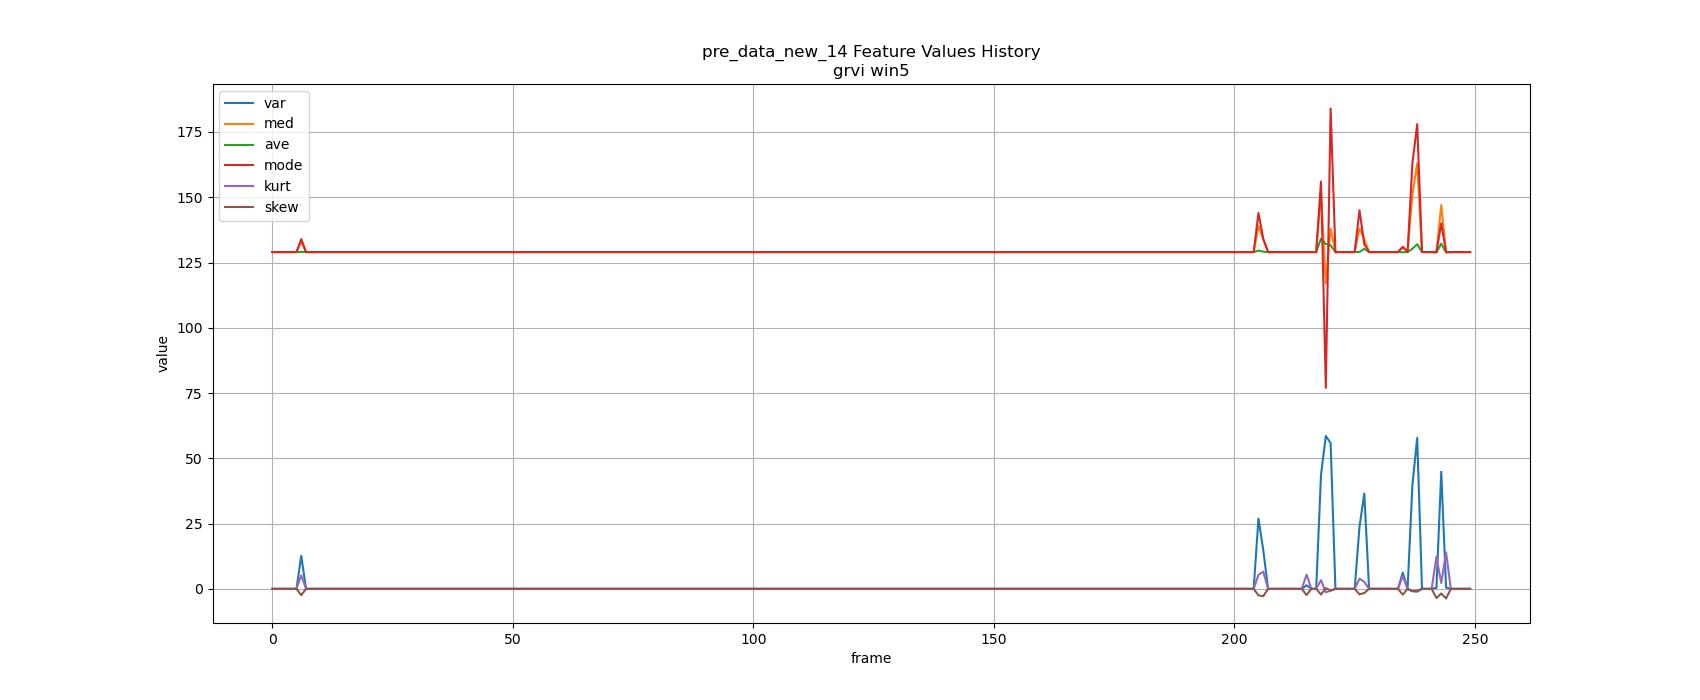 pre_data_new_14 Feature Values History
grvi win5
var
med
ave
mode
kurt
skew
value
175
150
125
100
75
50
25
0
0
50
100
150
200
250
frame